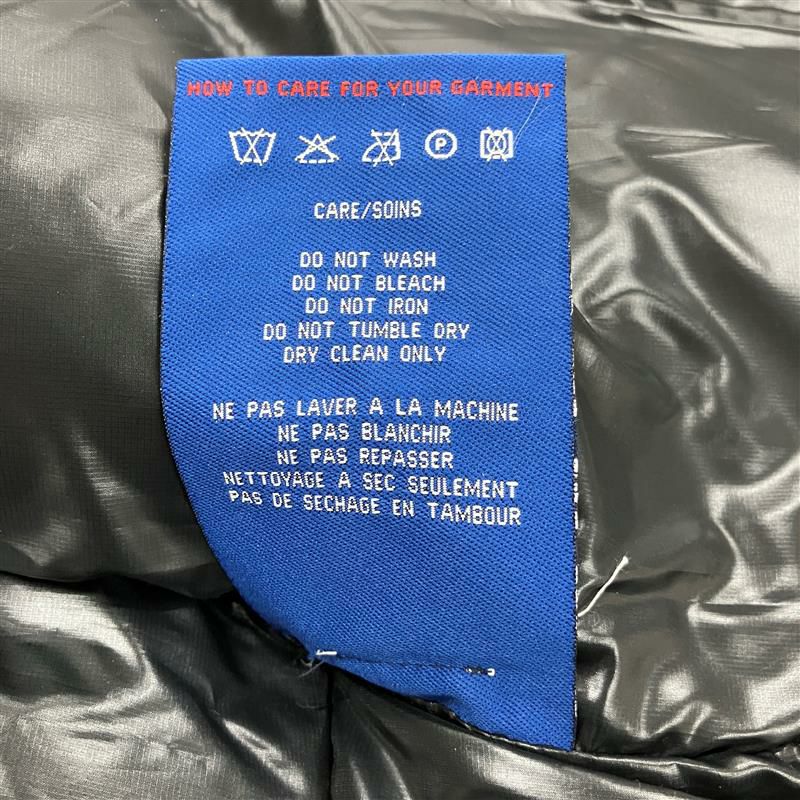 HOW TO CARE FOR YOUR GARMENT
P
CARE/SOINS
DO NOT WASH
DO NOT BLEACH
DO NOT IRON
DO NOT TUMBLE DRY
DRY CLEAN ONLY
NE PAS LAVER A LA MACHINE
NE PAS BLANCHIR
NE PAS REPASSER
NETTOYAGE A SEC SEULEMENT
PAS DE SECHAGE EN TAMBOUR